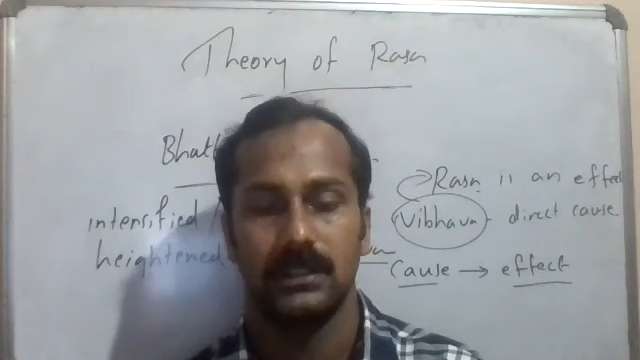 Theory of Rasa
Rasa is an effect
intensified
Vibhava - direct cause
heightened
Cause → effect